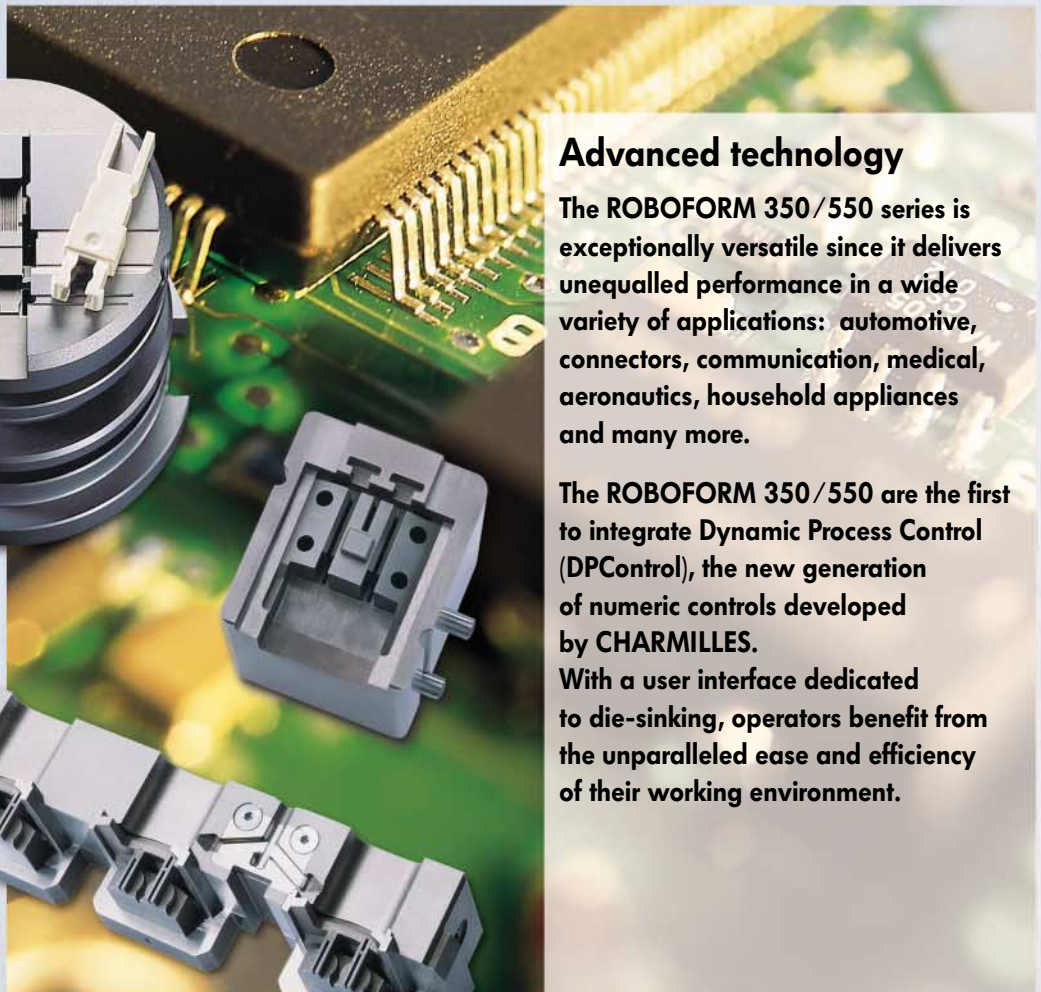 Advanced technology
The ROBOFORM 350/550 series is
exceptionally versatile since it delivers
unequalled performance in a wide
variety of applications: automotive,
connectors, communication, medical,
aeronautics, household appliances
and many more.
The ROBOFORM 350/550 are the first
to integrate Dynamic Process Control
(DPControl), the new generation
of numeric controls developed
by CHARMILLES.
With a user interface dedicated
to die-sinking, operators benefit from
the unparalleled ease and efficiency
of their working environment.